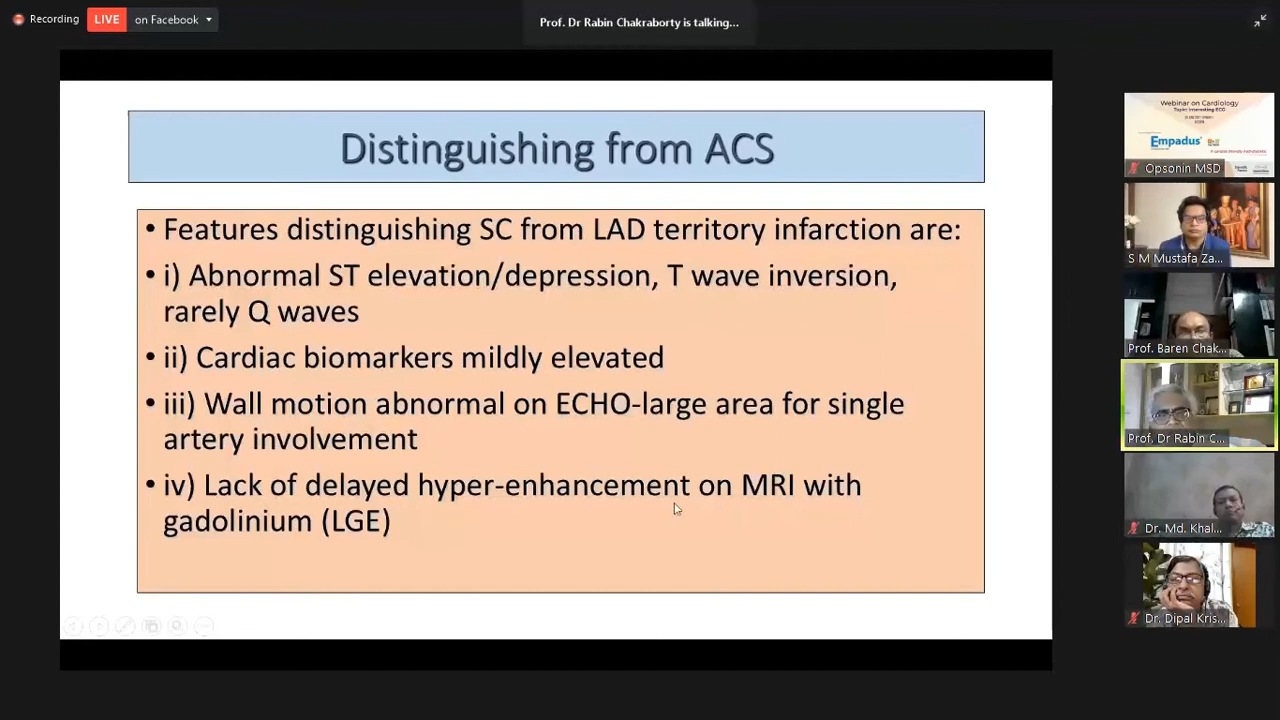 Recording
LIVE
on Facebook
Prof. Dr Rabin Chakraborty is talking...
Distinguishing from ACS
• Features distinguishing SC from LAD territory infarction are:
• i) Abnormal ST elevation/depression, T wave inversion,
rarely Q waves
• ii) Cardiac biomarkers mildly elevated
• iii) Wall motion abnormal on ECHO-large area for single
artery involvement
• iv) Lack of delayed hyper-enhancement on MRI with
gadolinium (LGE)
Webinar on Cardiology
Empadus
Opsonin MSD
S M Mustafa Za...
Prof. Baren Chak...
Prof. Dr Rabin C...
Dr. Md. Khal...
Dr. Dipal Kris...